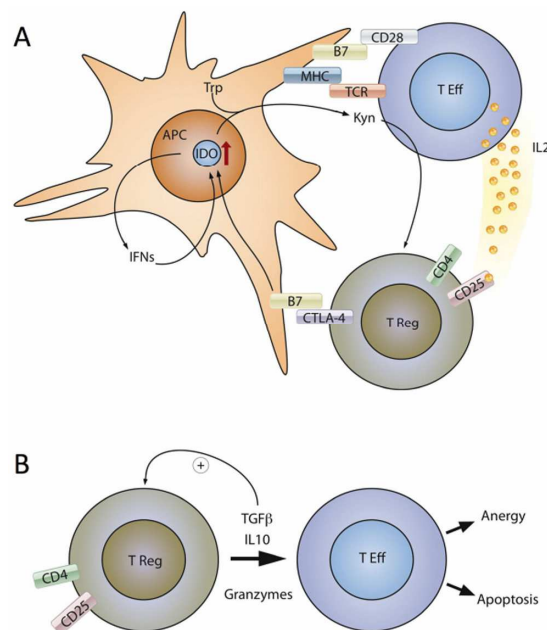 A
B7
CD28
MHC
TCR
T Eff
Trp
Kyn
APC
IDO
IL2
IFNs
CD4
CD25
B7
CTLA-4
T Reg
B
+
TGFβ
IL10
Granzymes
T Reg
CD4
CD25
T Eff
Anergy
Apoptosis